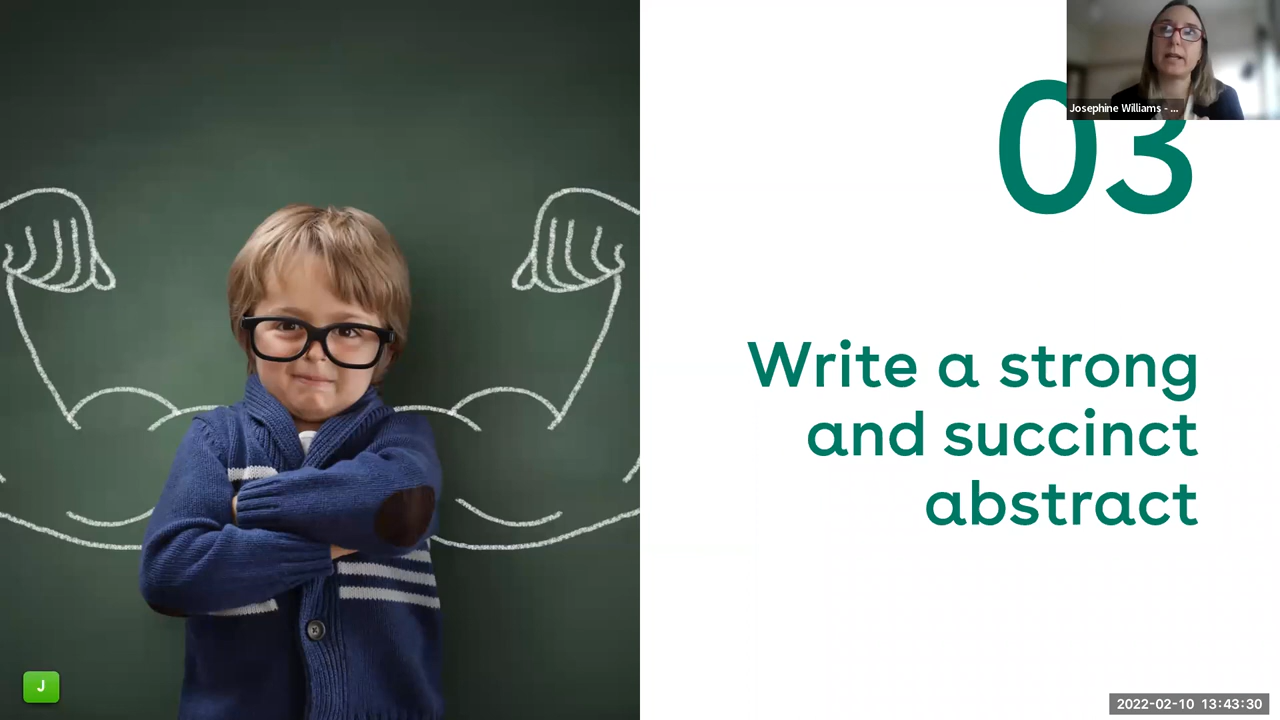 03
Josephine Williams - ...
Write a strong
and succinct
abstract
J
2022-02-10 13:43:30